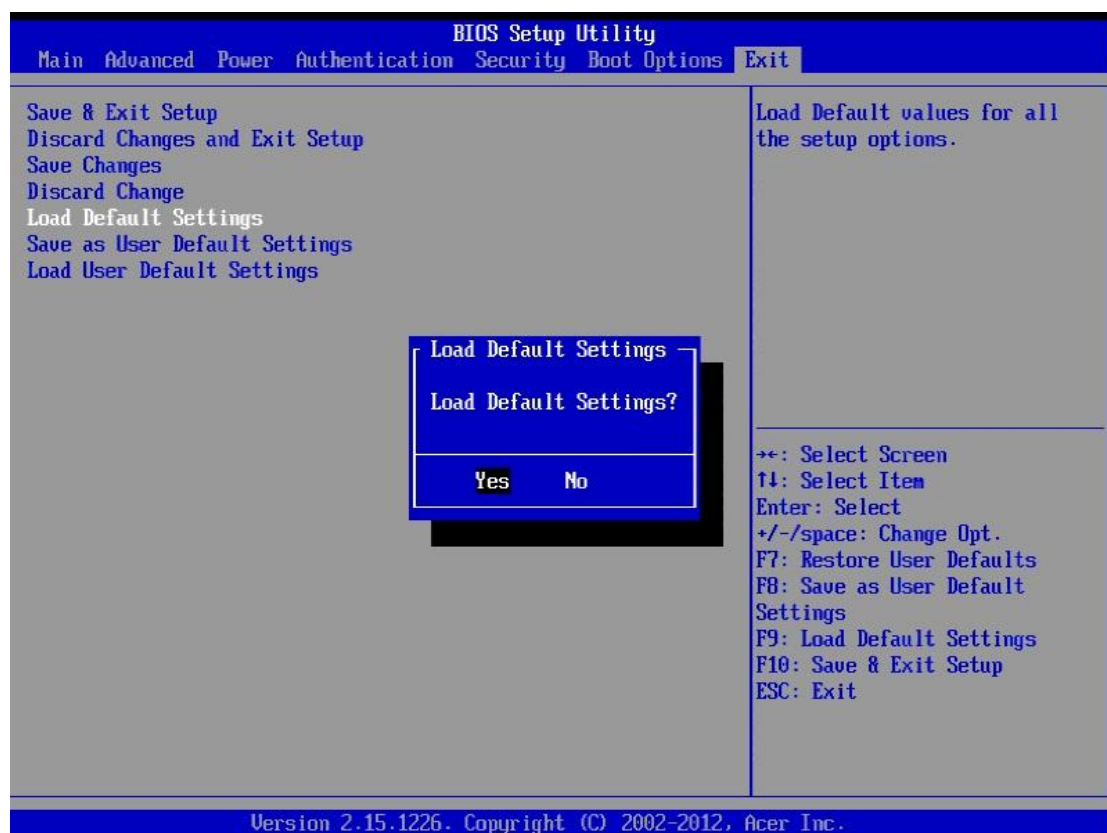 BIOS Setup Utility
Main Advanced Power Authentication Security Boot Options Exit
Save & Exit Setup
Discard Changes and Exit Setup
Save Changes
Discard Change
Load Default Settings
Save as User Default Settings
Load User Default Settings
Load Default values for all
the setup options.
Load Default Settings
Load Default Settings?
Yes No
→←: Select Screen
↑↓: Select Item
Enter: Select
+/-/space: Change Opt.
F7: Restore User Defaults
F8: Save as User Default
Settings
F9: Load Default Settings
F10: Save & Exit Setup
ESC: Exit
Version 2.15.1226. Copyright (C) 2002-2012, Acer Inc.